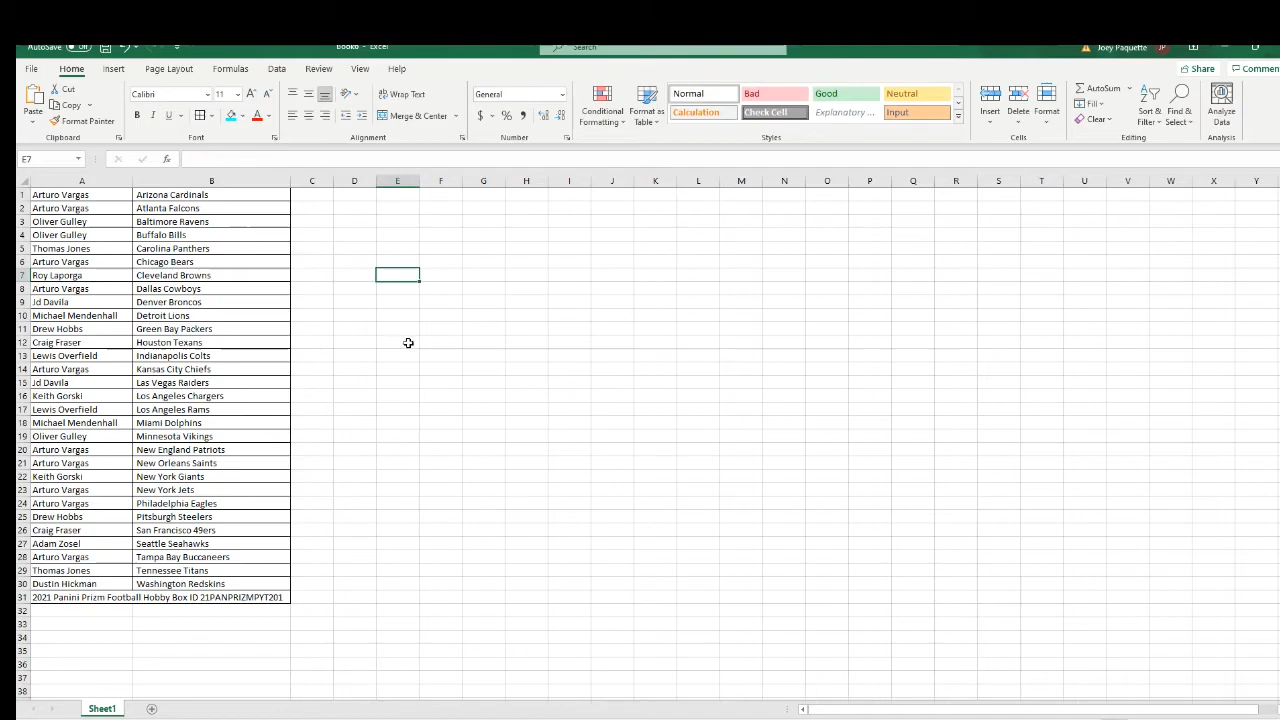 AutoSave Off Book6 - Excel Search Joey Paquette JP
File Home Insert Page Layout Formulas Data Review View Help Share Commen
Paste Cut Copy Format Painter Clipboard
Calibri 11 B I U Font
Merge & Center Alignment
General $ % Number
Conditional Formatting Format as Table
Normal Bad Good Neutral
Calculation Check Cell Explanatory ... Input
Styles
Insert Delete Format Cells
AutoSum Fill Clear Sort & Filter Find & Select Editing
Analyze Data Analysis
E7 fx
A B C D E F G H I J K L M N O P Q R S T U V W X Y
1 Arturo Vargas Arizona Cardinals
2 Arturo Vargas Atlanta Falcons
3 Oliver Gulley Baltimore Ravens
4 Oliver Gulley Buffalo Bills
5 Thomas Jones Carolina Panthers
6 Arturo Vargas Chicago Bears
7 Roy Laporga Cleveland Browns
8 Arturo Vargas Dallas Cowboys
9 Jd Davila Denver Broncos
10 Michael Mendenhall Detroit Lions
11 Drew Hobbs Green Bay Packers
12 Craig Fraser Houston Texans
13 Lewis Overfield Indianapolis Colts
14 Arturo Vargas Kansas City Chiefs
15 Jd Davila Las Vegas Raiders
16 Keith Gorski Los Angeles Chargers
17 Lewis Overfield Los Angeles Rams
18 Michael Mendenhall Miami Dolphins
19 Oliver Gulley Minnesota Vikings
20 Arturo Vargas New England Patriots
21 Arturo Vargas New Orleans Saints
22 Keith Gorski New York Giants
23 Arturo Vargas New York Jets
24 Arturo Vargas Philadelphia Eagles
25 Drew Hobbs Pitsburgh Steelers
26 Craig Fraser San Francisco 49ers
27 Adam Zosel Seattle Seahawks
28 Arturo Vargas Tampa Bay Buccaneers
29 Thomas Jones Tennessee Titans
30 Dustin Hickman Washington Redskins
31 2021 Panini Prizm Football Hobby Box ID 21PANPRIZMPYT201
32
33
34
35
36
37
38
Sheet1